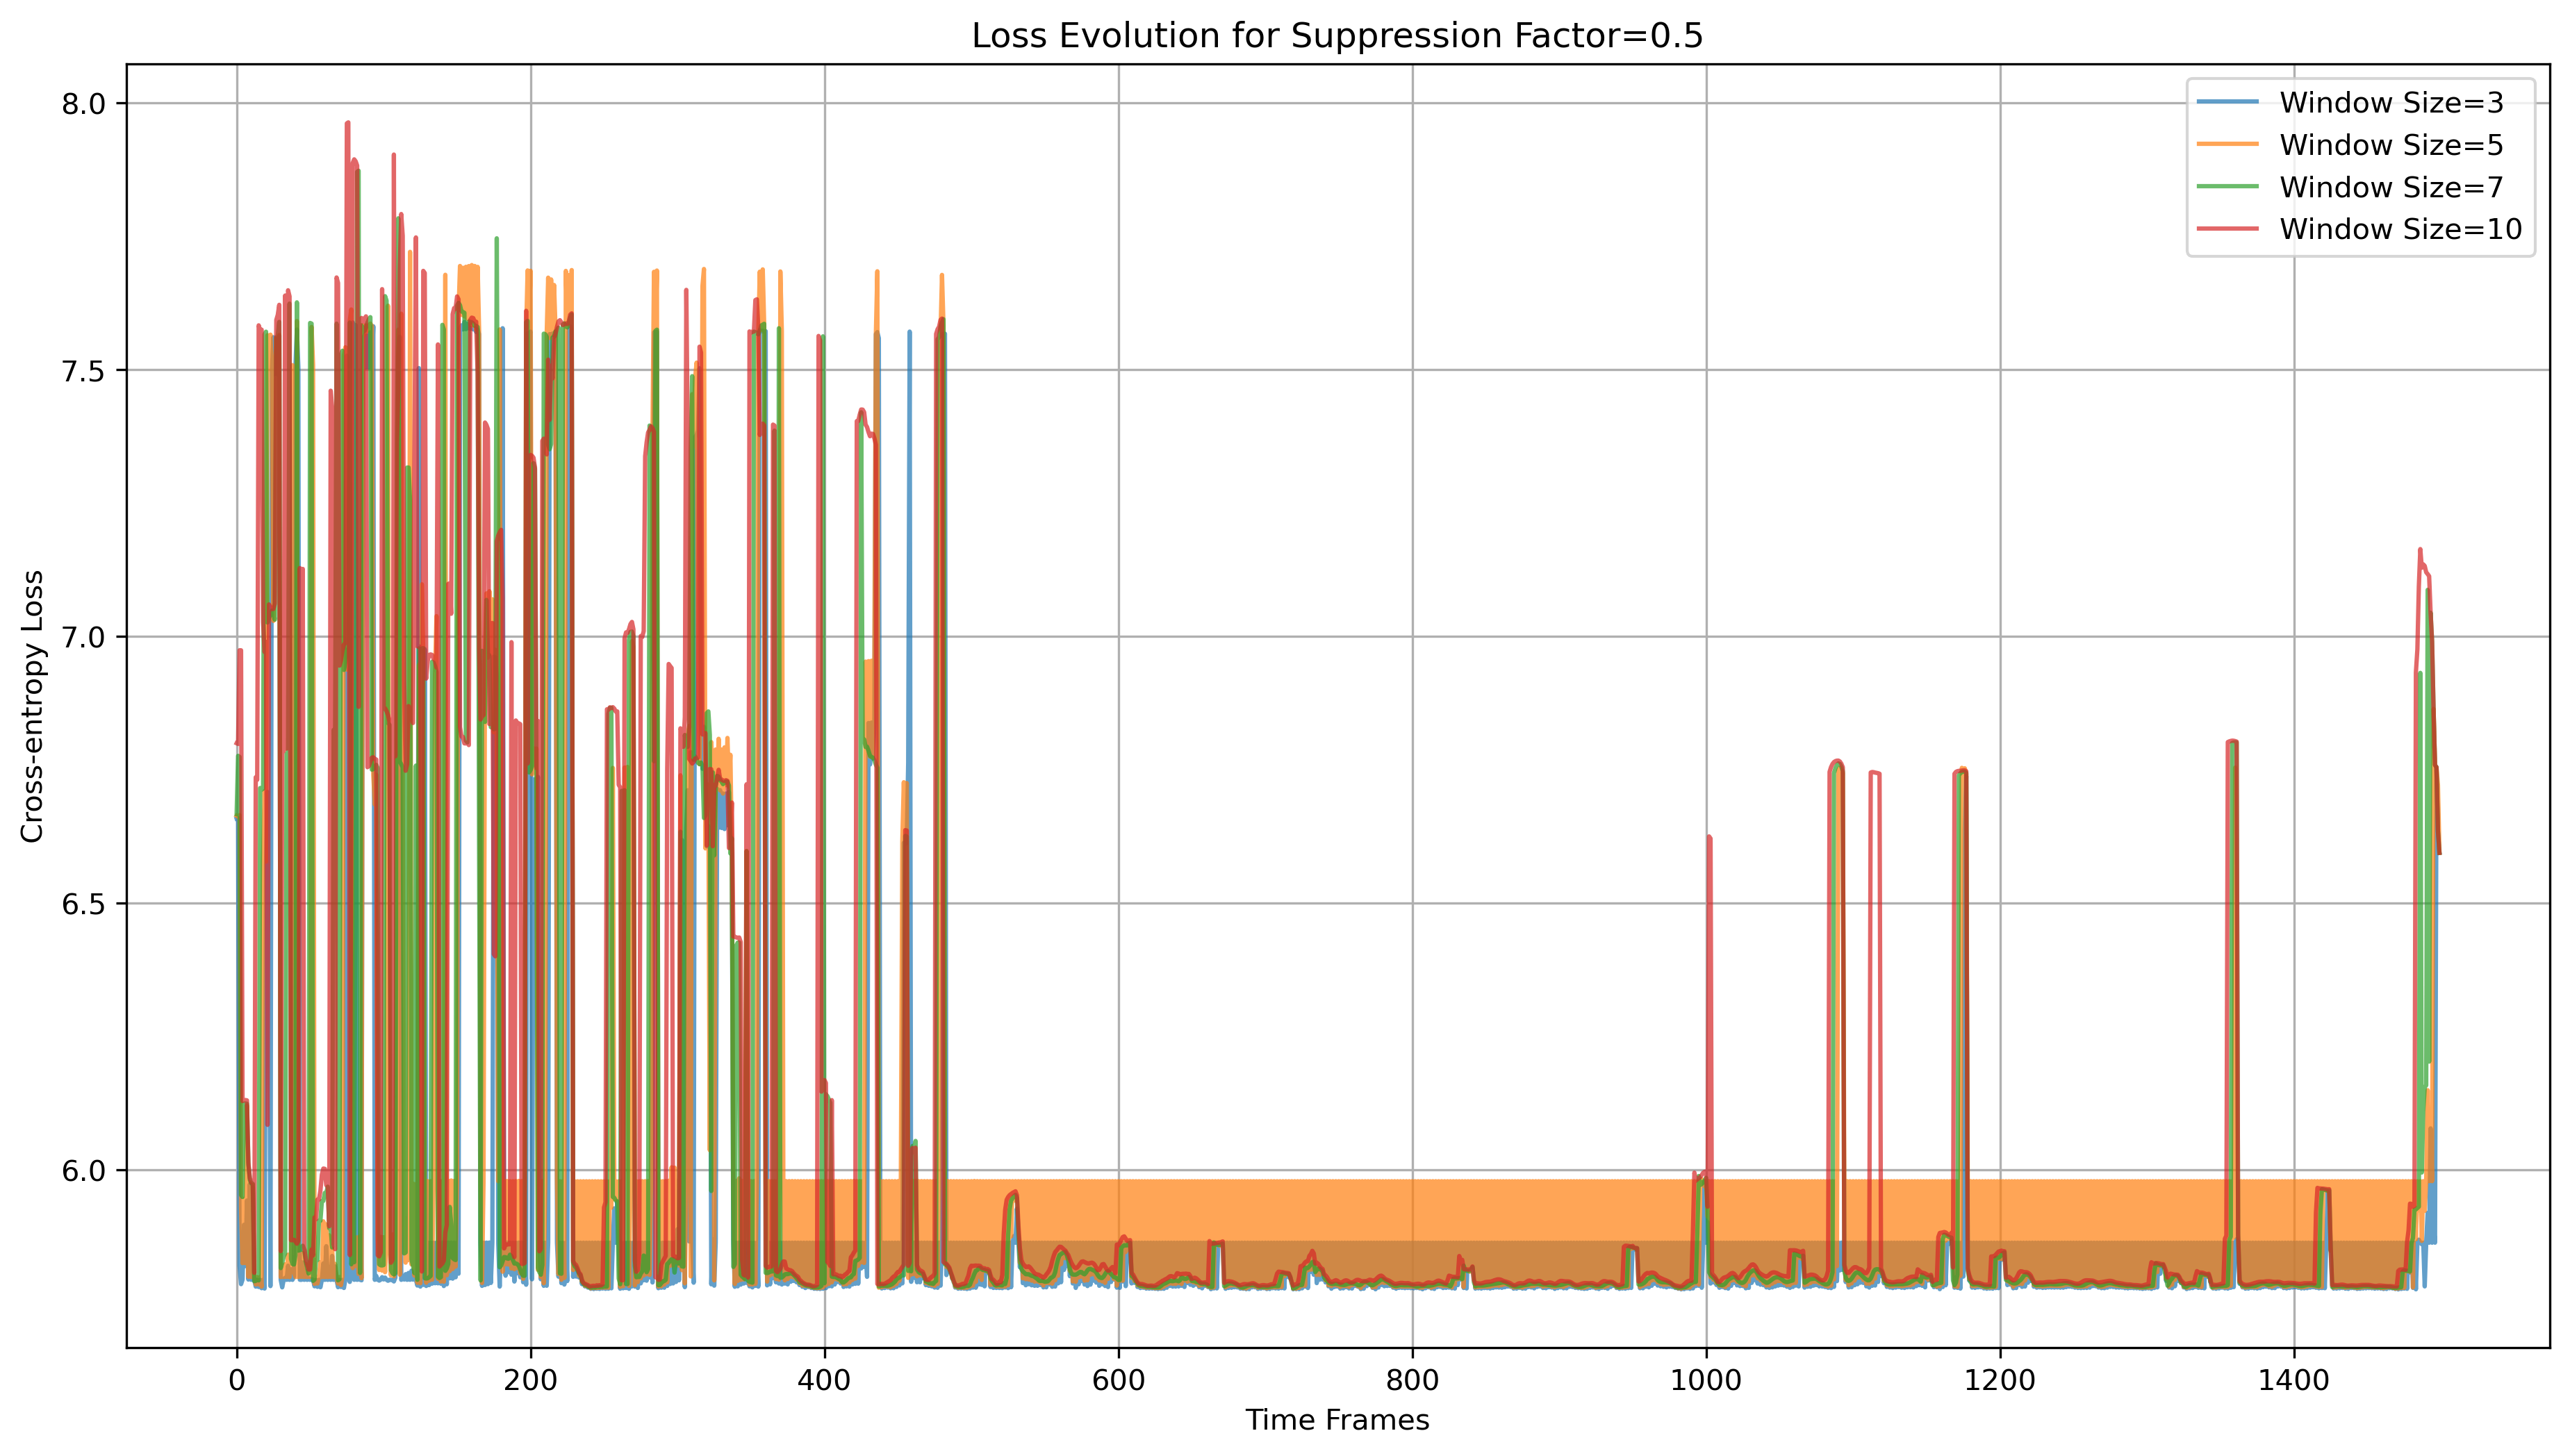 Loss Evolution for Suppression Factor=0.5
Cross-entropy Loss
8.0
7.5
7.0
6.5
6.0
Window Size=3
Window Size=5
Window Size=7
Window Size=10
0 200 400 600 800 1000 1200 1400
Time Frames